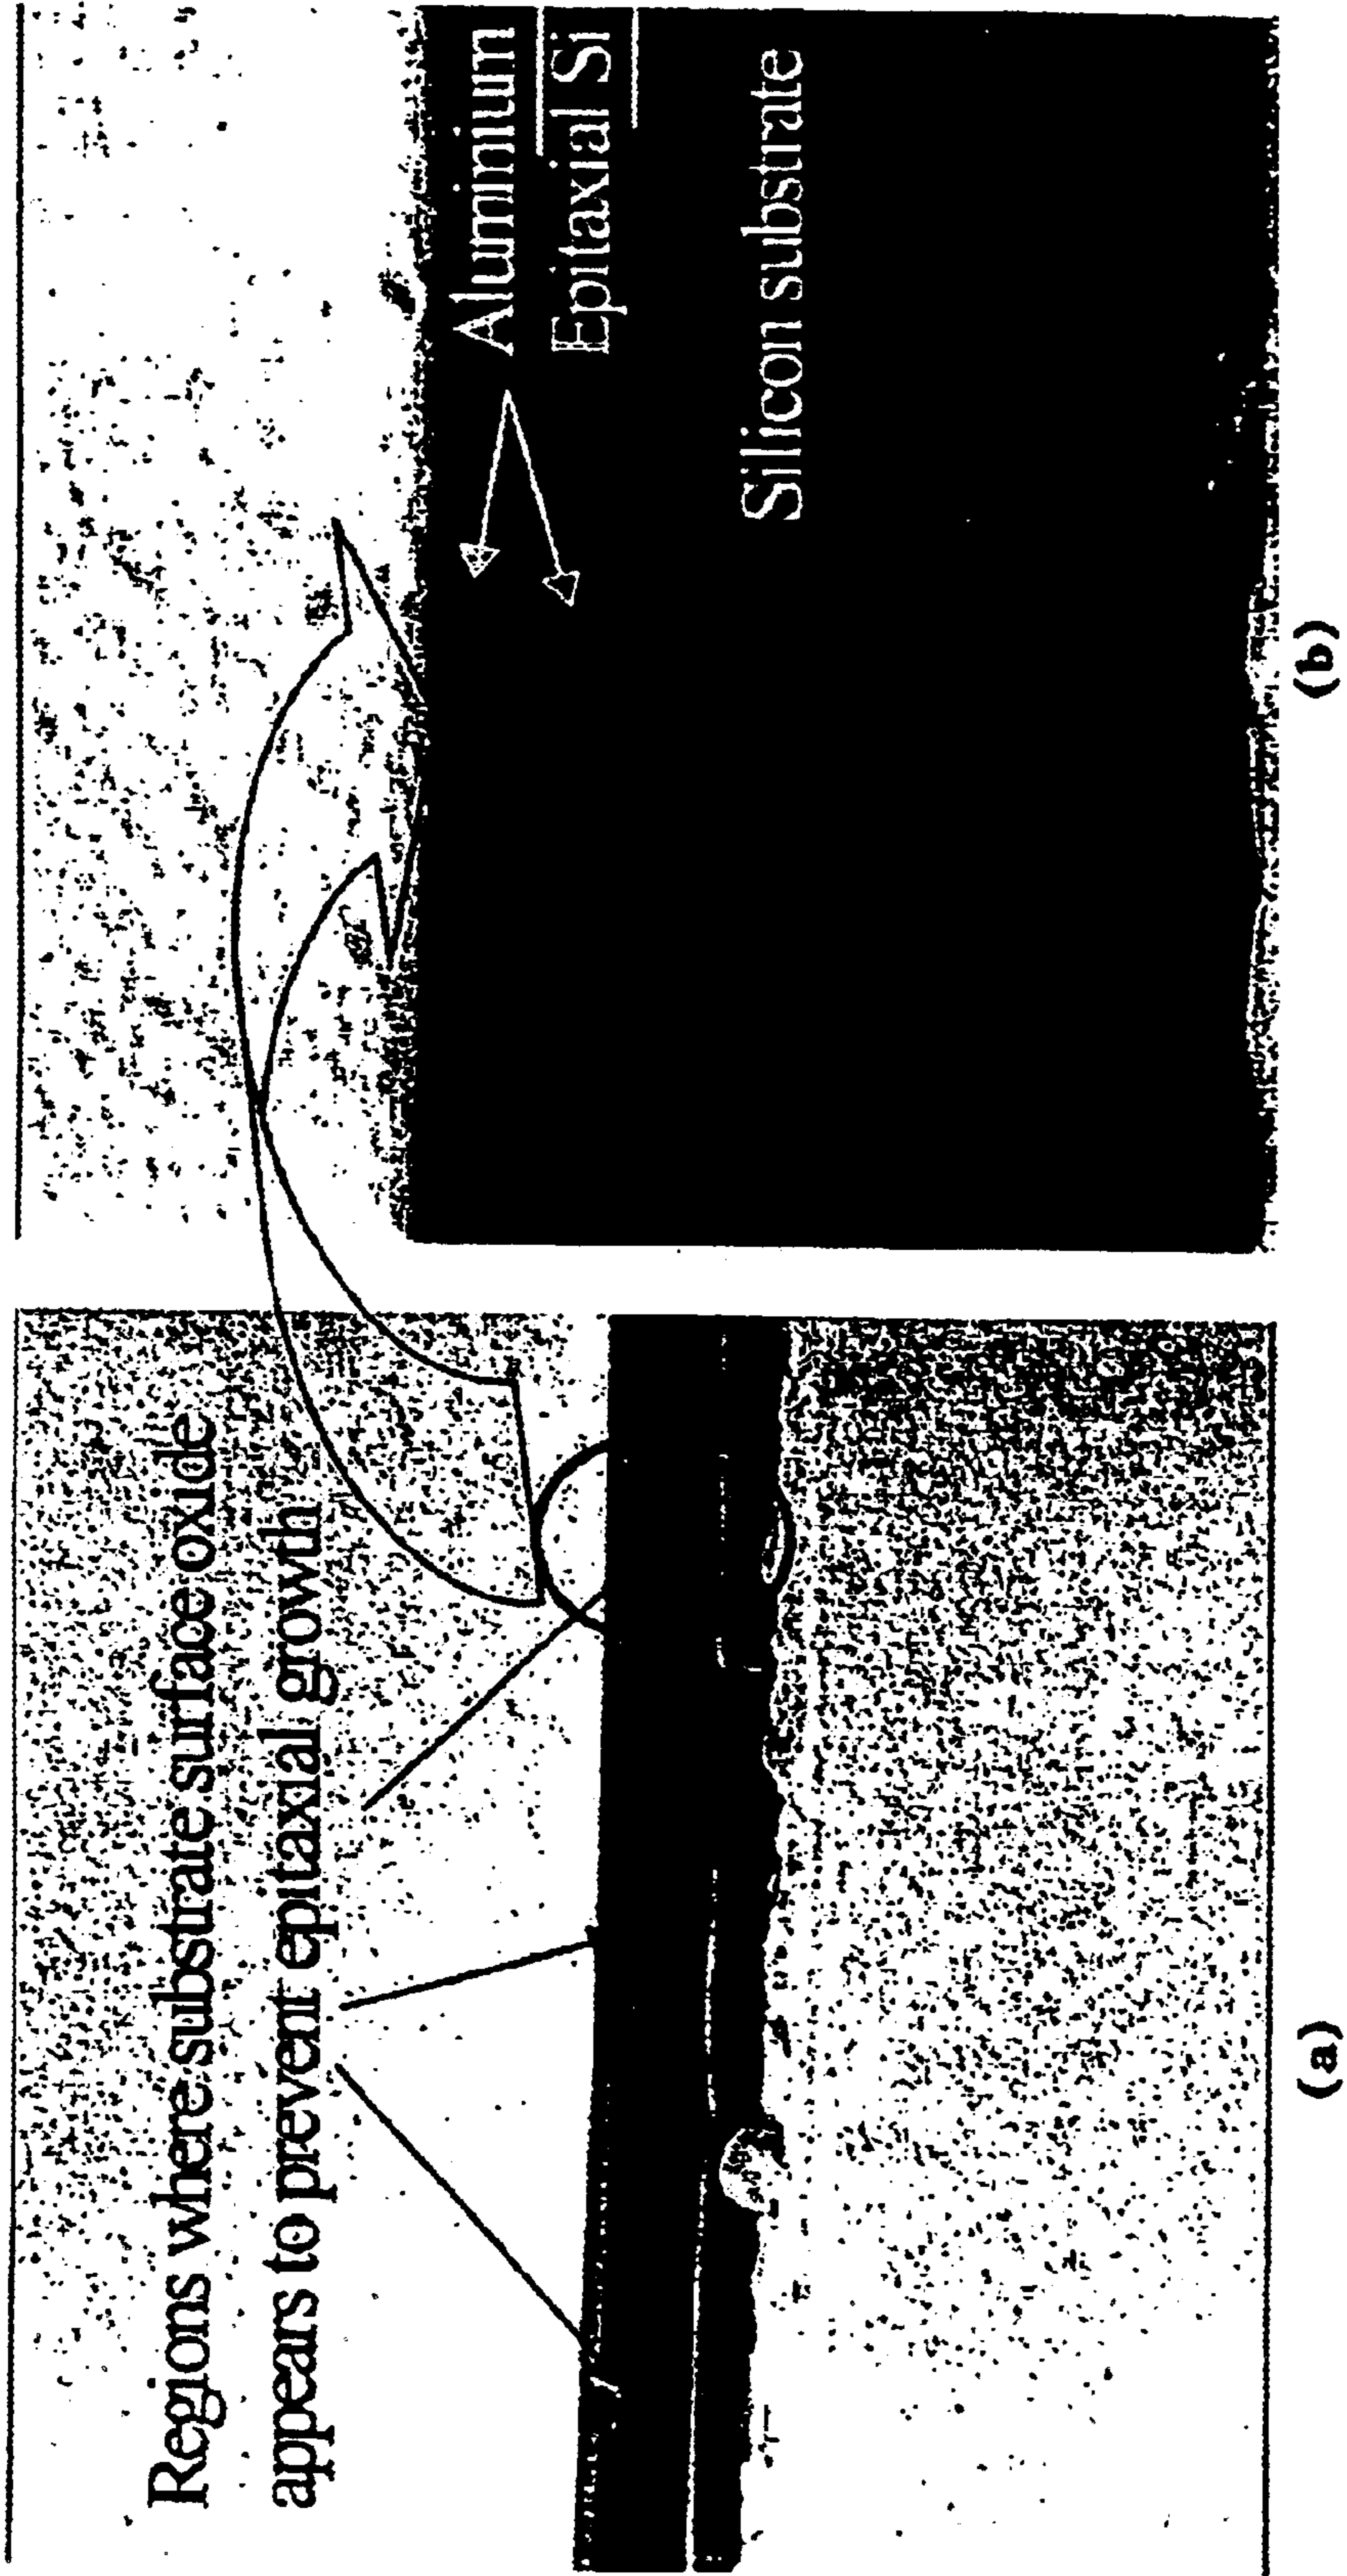 Regions where substrate surface oxide
appears to prevent epitaxial growth
Aluminium
Epitaxial Si
Silicon substrate
(a)
(b)